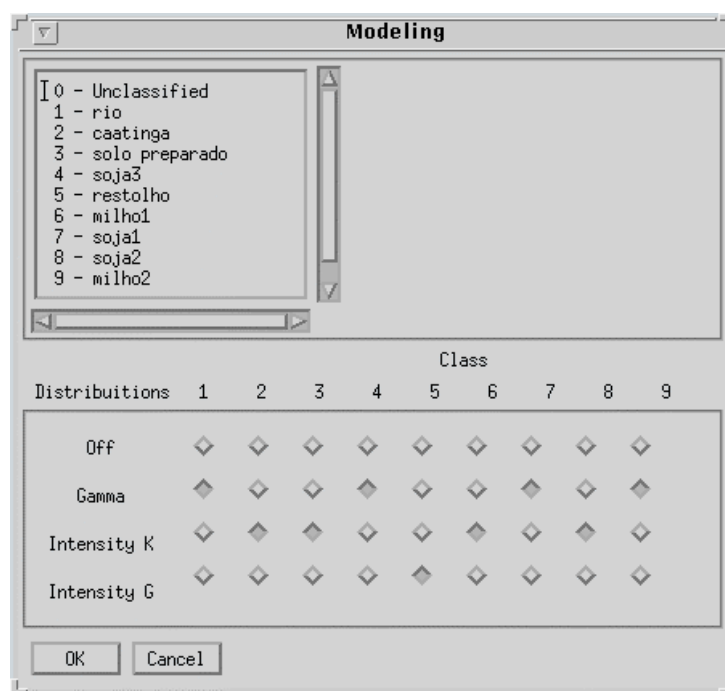 Modeling
0 - Unclassified
1 - rio
2 - caatinga
3 - solo preparado
4 - soja3
5 - restolho
6 - milho1
7 - soja1
8 - soja2
9 - milho2
Class
Distribuitions 1 2 3 4 5 6 7 8 9
Off
Gamma
Intensity K
Intensity G
OK Cancel